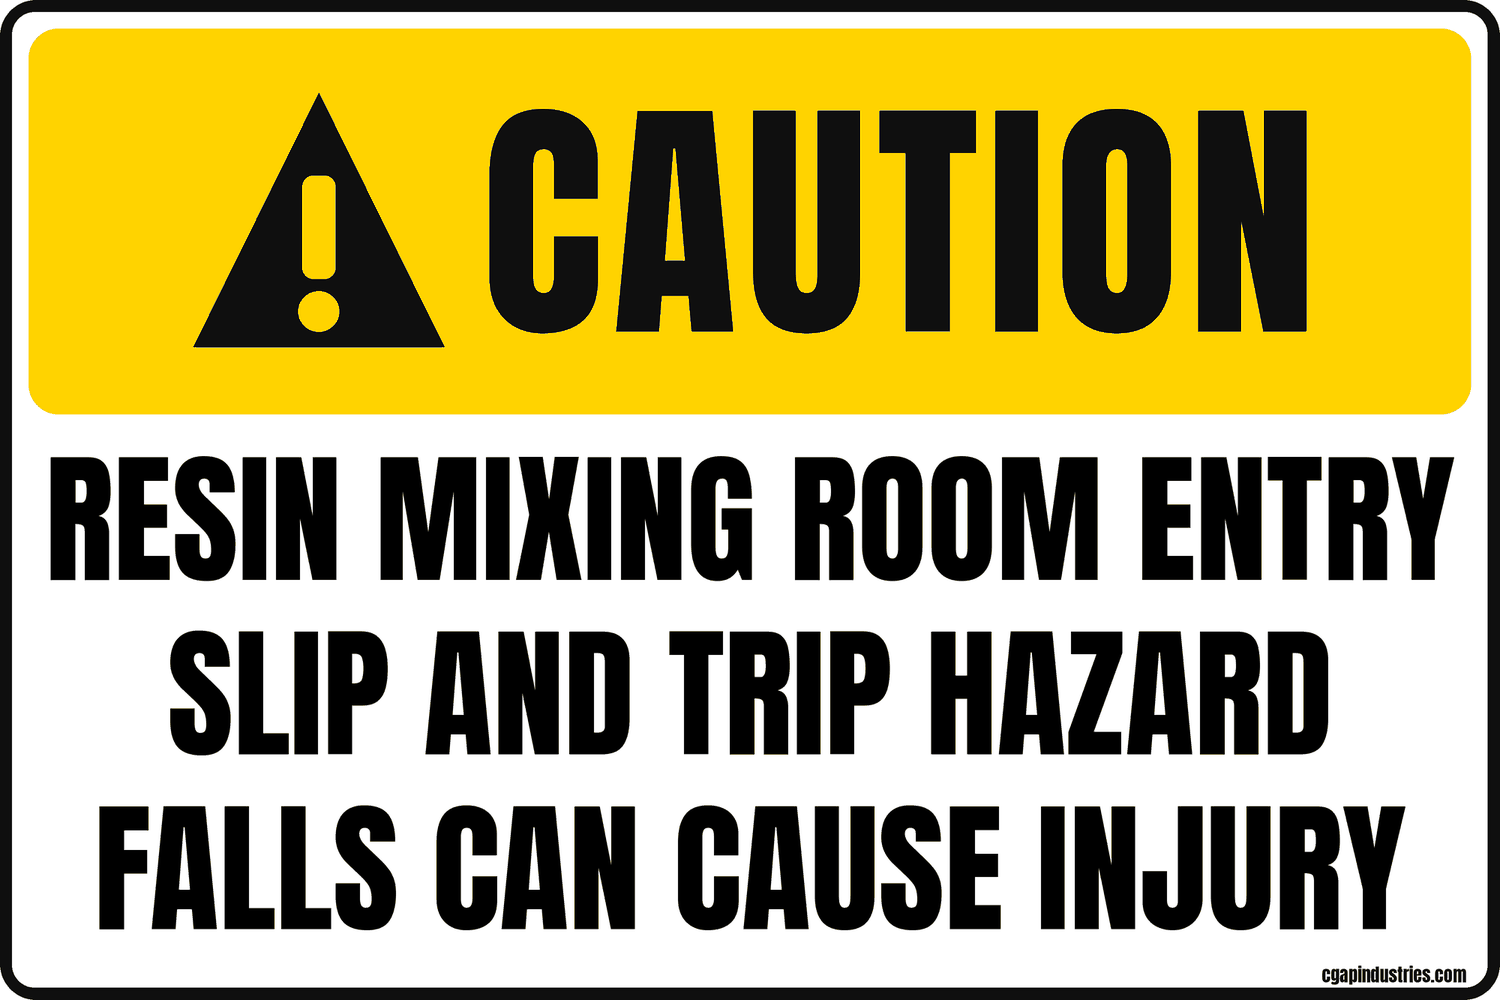 CAUTION
RESIN MIXING ROOM ENTRY
SLIP AND TRIP HAZARD
FALLS CAN CAUSE INJURY
cgapindustries.com